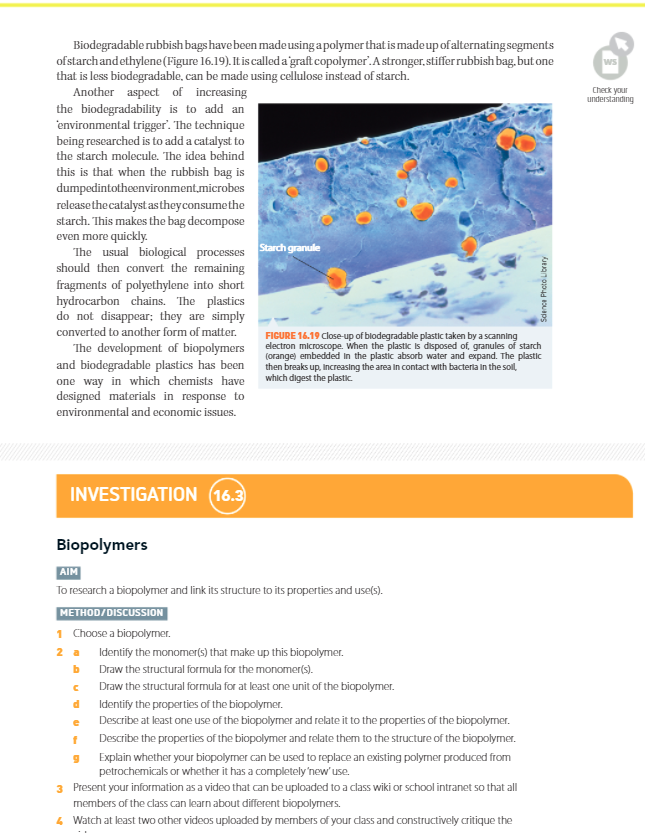 Biodegradable rubbish bags have been made using a polymer that is made up of alternating segments
of starch and ethylene (Figure 16.19). It is called a 'graft copolymer'. A stronger, stiffer rubbish bag, but one
that is less biodegradable, can be made using cellulose instead of starch.
WS
Check your
understanding
Another aspect of increasing
the biodegradability is to add an
'environmental trigger'. The technique
being researched is to add a catalyst to
the starch molecule. The idea behind
this is that when the rubbish bag is
dumped into the environment, microbes
release the catalyst as they consume the
starch. This makes the bag decompose
even more quickly.
The usual biological processes
should then convert the remaining
fragments of polyethylene into short
hydrocarbon chains. The plastics
do not disappear; they are simply
converted to another form of matter.
The development of biopolymers
and biodegradable plastics has been
one way in which chemists have
designed materials in response to
environmental and economic issues.
Starch granule
Science Photo Library
FIGURE 16.19 Close-up of biodegradable plastic taken by a scanning
electron microscope. When the plastic is disposed of, granules of starch
(orange) embedded in the plastic absorb water and expand. The plastic
then breaks up, increasing the area in contact with bacteria in the soil,
which digest the plastic.
INVESTIGATION 16.3
Biopolymers
AIM
To research a biopolymer and link its structure to its properties and use(s).
METHOD/DISCUSSION
1 Choose a biopolymer.
2 a Identify the monomer(s) that make up this biopolymer.
b Draw the structural formula for the monomer(s).
c Draw the structural formula for at least one unit of the biopolymer.
d Identify the properties of the biopolymer.
e Describe at least one use of the biopolymer and relate it to the properties of the biopolymer.
f Describe the properties of the biopolymer and relate them to the structure of the biopolymer.
g Explain whether your biopolymer can be used to replace an existing polymer produced from
petrochemicals or whether it has a completely 'new' use.
3 Present your information as a video that can be uploaded to a class wiki or school intranet so that all
members of the class can learn about different biopolymers.
4 Watch at least two other videos uploaded by members of your class and constructively critique the